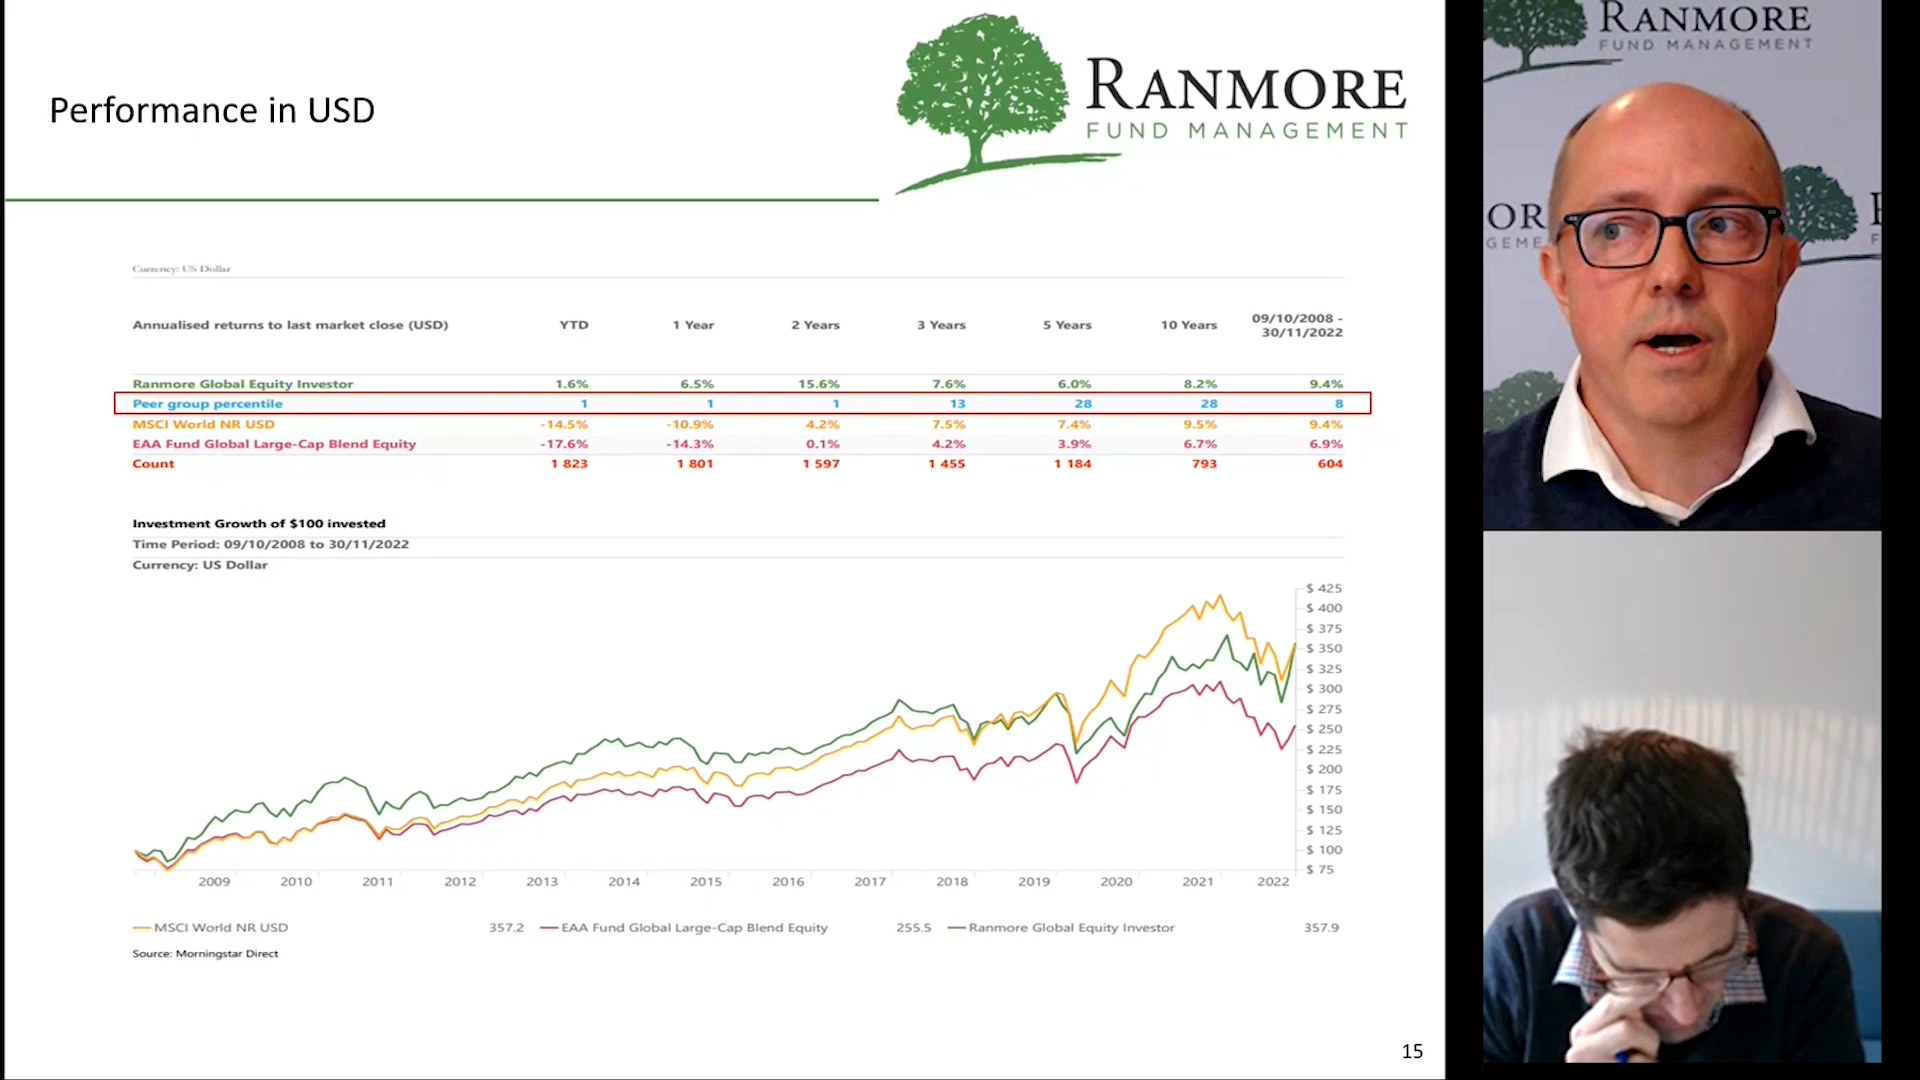 Performance in USD
RANMORE
FUND MANAGEMENT
Currency: US Dollar
Annualised returns to last market close (USD) YTD 1 Year 2 Years 3 Years 5 Years 10 Years 09/10/2008 - 30/11/2022
Ranmore Global Equity Investor 1.6% 6.5% 15.6% 7.6% 6.0% 8.2% 9.4%
Peer group percentile 1 1 1 13 28 28 8
MSCI World NR USD -14.5% -10.9% 4.2% 7.5% 7.4% 9.5% 9.4%
EAA Fund Global Large-Cap Blend Equity -17.6% -14.3% 0.1% 4.2% 3.9% 6.7% 6.9%
Count 1 823 1 801 1 597 1 455 1 184 793 604
Investment Growth of $100 invested
Time Period: 09/10/2008 to 30/11/2022
Currency: US Dollar
$ 425
$ 400
$ 375
$ 350
$ 325
$ 300
$ 275
$ 250
$ 225
$ 200
$ 175
$ 150
$ 125
$ 100
$ 75
2009 2010 2011 2012 2013 2014 2015 2016 2017 2018 2019 2020 2021 2022
MSCI World NR USD 357.2 EAA Fund Global Large-Cap Blend Equity 255.5 Ranmore Global Equity Investor 357.9
Source: Morningstar Direct
15
RANMORE
FUND MANAGEMENT
OR
GEME